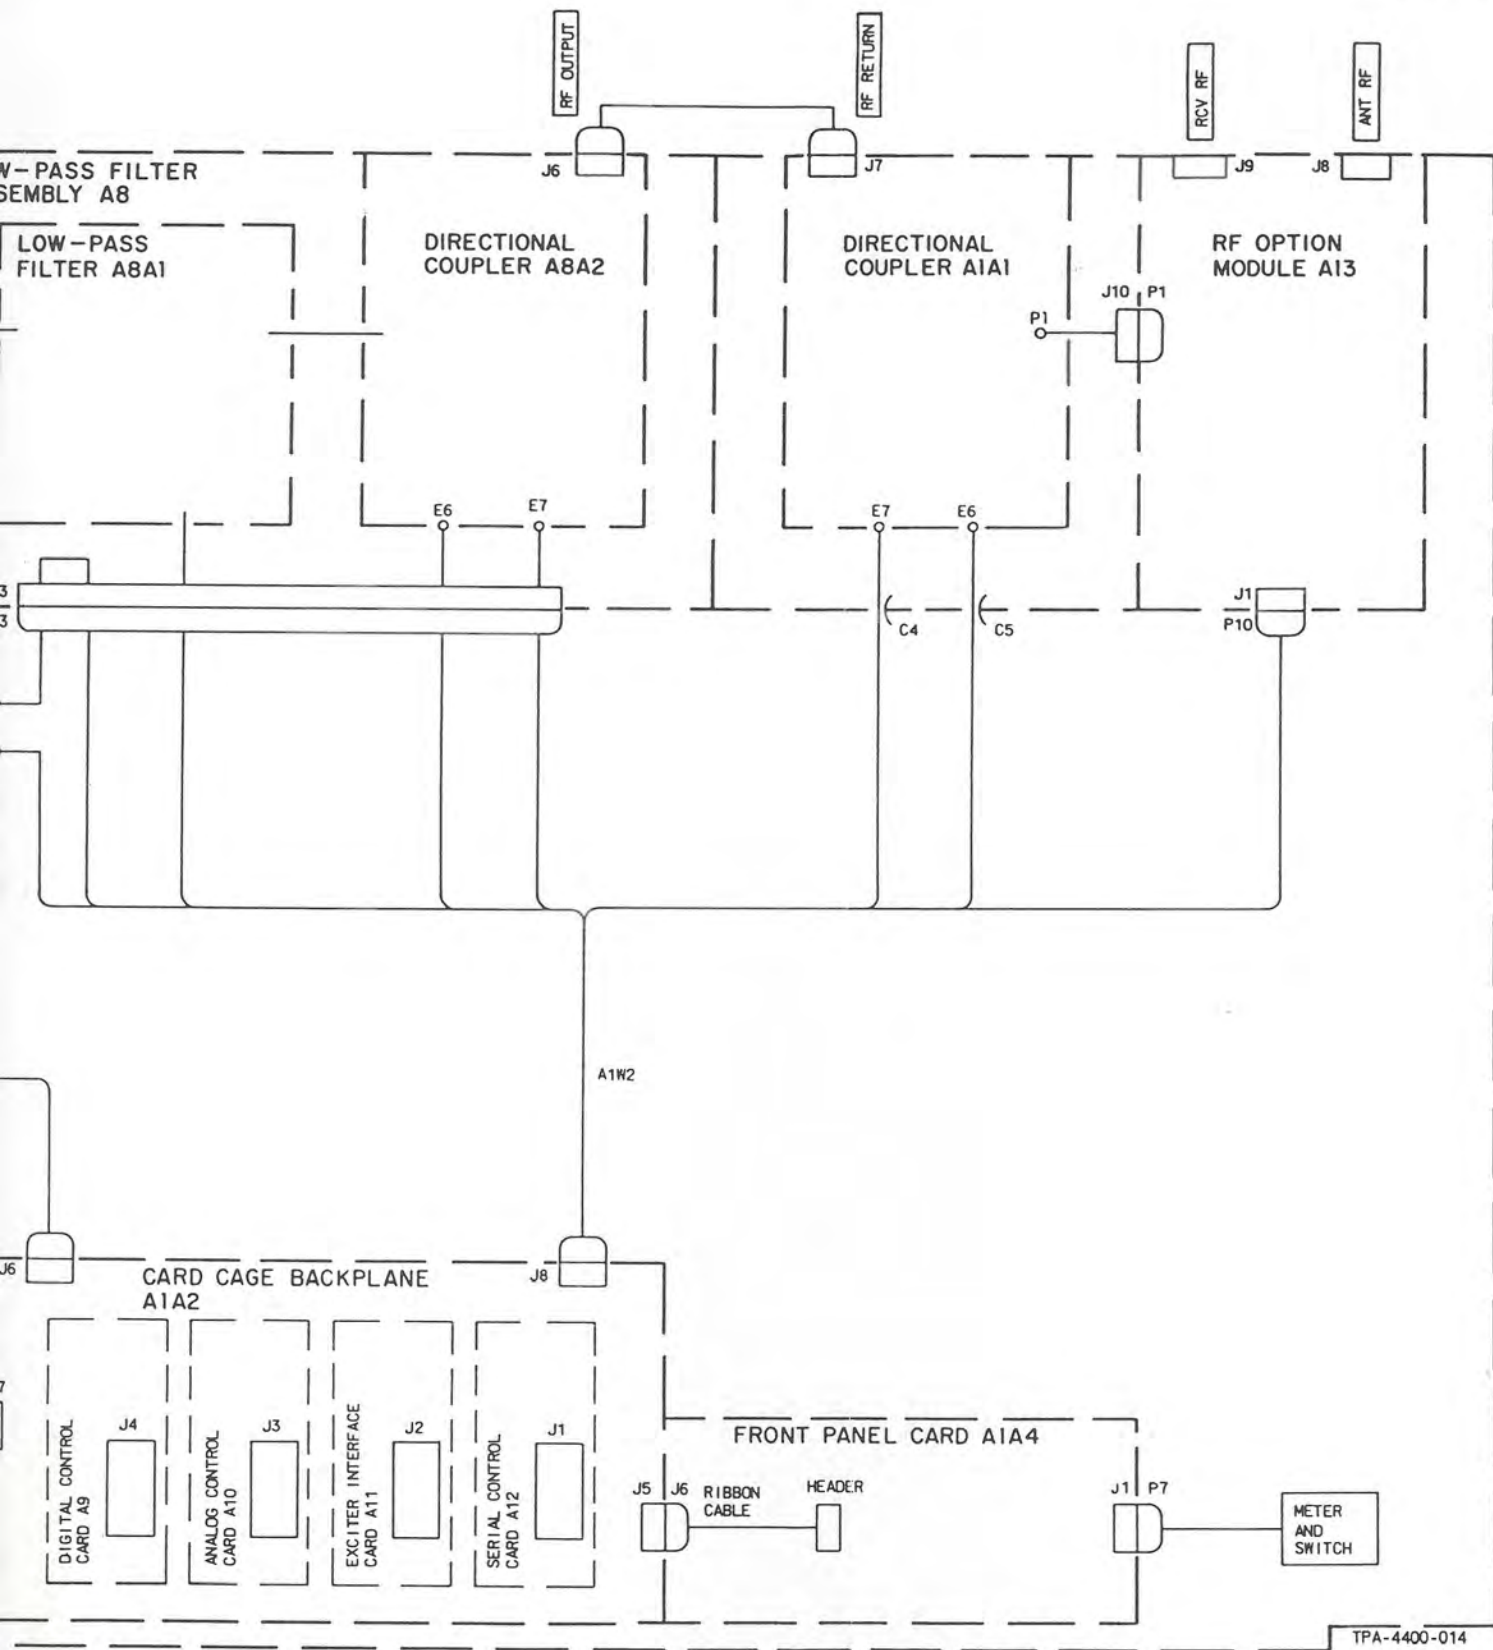 RF OUTPUT
RF RETURN
RCV RF
ANT RF
J6
J7
J9
J8
W-PASS FILTER
SEMBLY A8
LOW-PASS
FILTER A8A1
DIRECTIONAL
COUPLER A8A2
DIRECTIONAL
COUPLER A1A1
RF OPTION
MODULE A13
J10 P1
P1
E6
E7
E7
E6
3
3
C4
C5
J1
P10
A1W2
J6
J8
CARD CAGE BACKPLANE
A1A2
7
DIGITAL CONTROL
CARD A9
J4
ANALOG CONTROL
CARD A10
J3
EXCITER INTERFACE
CARD A11
J2
SERIAL CONTROL
CARD A12
J1
FRONT PANEL CARD A1A4
J5 J6
RIBBON
CABLE
HEADER
J1 P7
METER
AND
SWITCH
TPA-4400-014